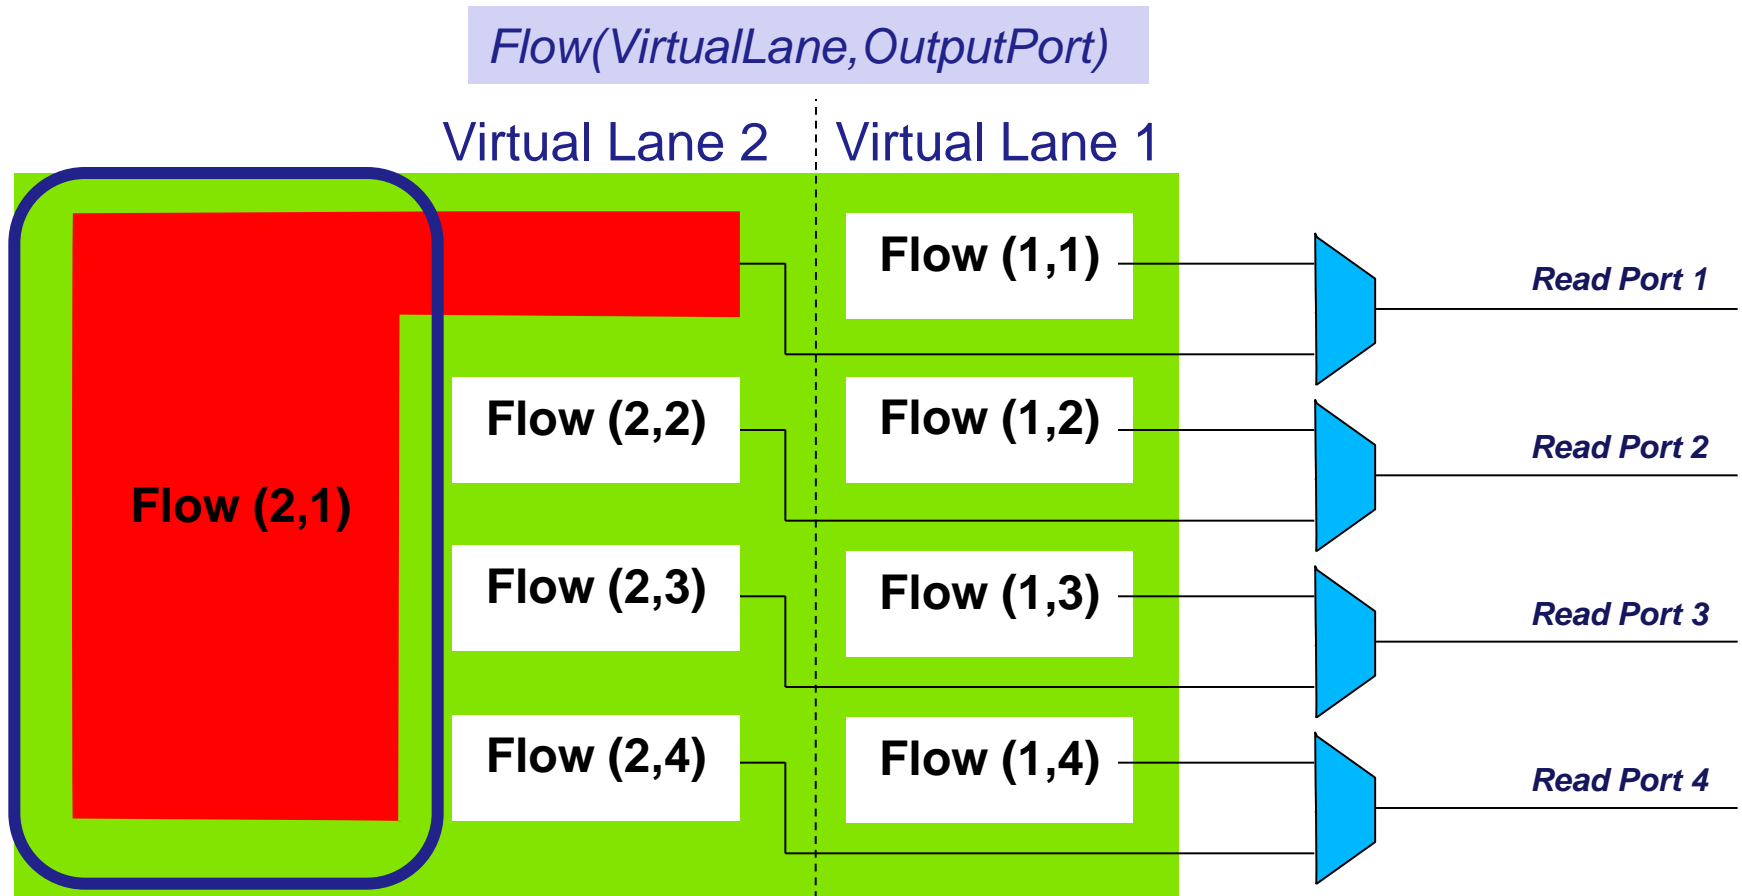 Flow(VirtualLane,OutputPort)
Virtual Lane 2
Virtual Lane 1
Flow (1,1)
Read Port 1
Flow (2,2)
Flow (1,2)
Read Port 2
Flow (2,1)
Flow (2,3)
Flow (1,3)
Read Port 3
Flow (2,4)
Flow (1,4)
Read Port 4